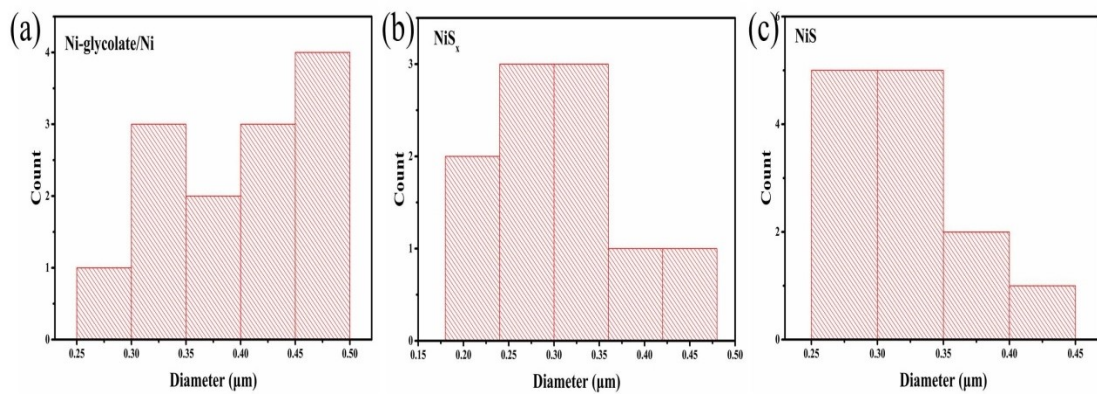 (a)
Ni-glycolate/Ni
Count
4
3
2
1
0
0.25 0.30 0.35 0.40 0.45 0.50
Diameter (μm)
(b)
NiSx
Count
3
2
1
0
0.15 0.20 0.25 0.30 0.35 0.40 0.45 0.50
Diameter (μm)
(c)
NiS
Count
6
4
2
0
0.25 0.30 0.35 0.40 0.45
Diameter (μm)